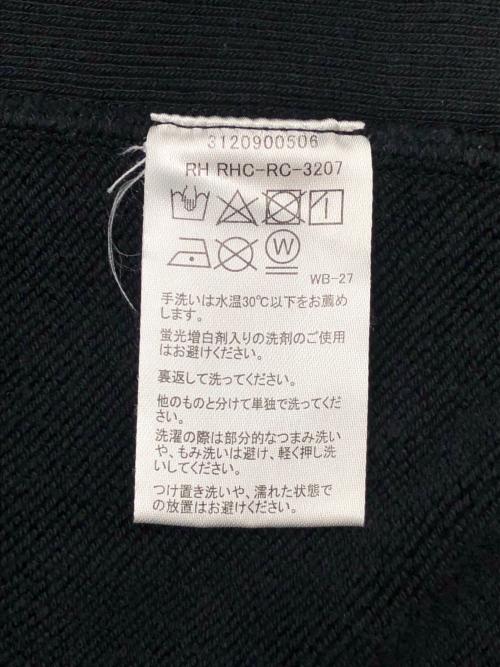 3120900506
RH RHC-RC-3207
W
WB-27
手洗いは水温30℃以下をお薦め
します。
蛍光増白剤入りの洗剤のご使用
はお避けください。
裏返して洗ってください。
他のものと分けて単独で洗ってくだ
さい。
洗濯の際は部分的なつまみ洗い
や、もみ洗いは避け、軽く押し洗
いしてください。
つけ置き洗いや、濡れた状態で
の放置はお避けください。